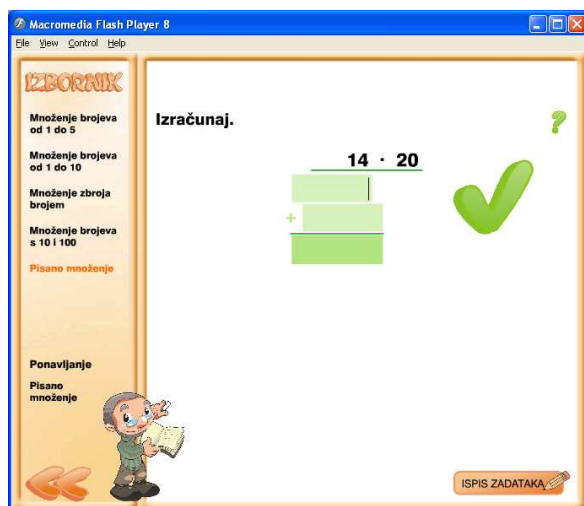 Macromedia Flash Player 8
File View Control Help
IZBORNIK
Množenje brojeva
od 1 do 5
Množenje brojeva
od 1 do 10
Množenje zbroja
brojem
Množenje brojeva
s 10 i 100
Pisano množenje
Ponavljanje
Pisano
množenje
Izračunaj.
?
14 · 20
+
ISPIS ZADATAKA